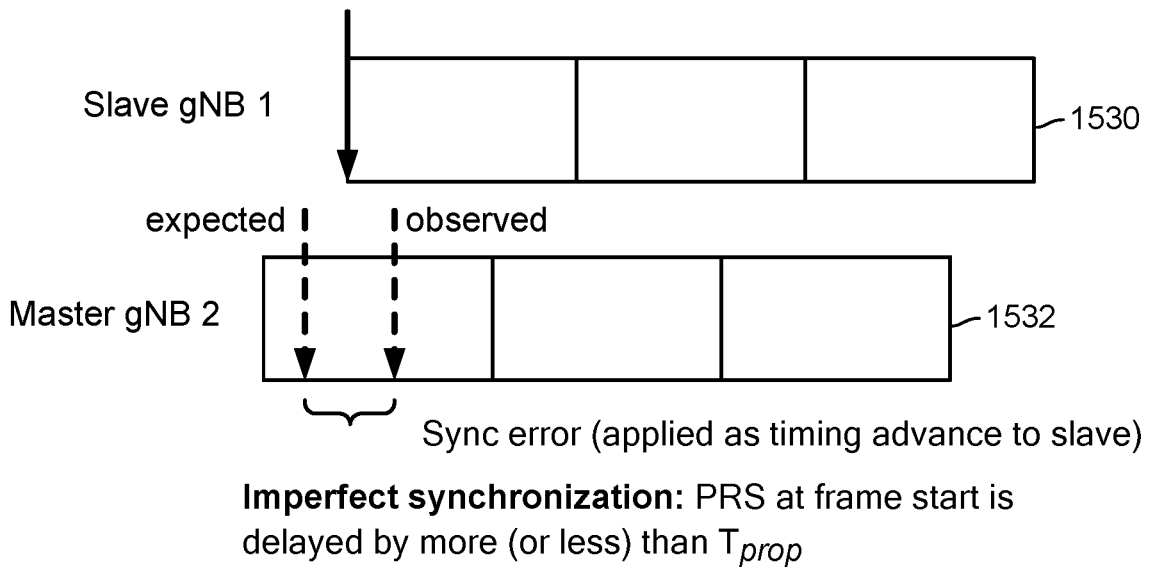 Slave gNB 1
1530
expected
observed
Master gNB 2
1532
Sync error (applied as timing advance to slave)
Imperfect synchronization: PRS at frame start is
delayed by more (or less) than Tprop